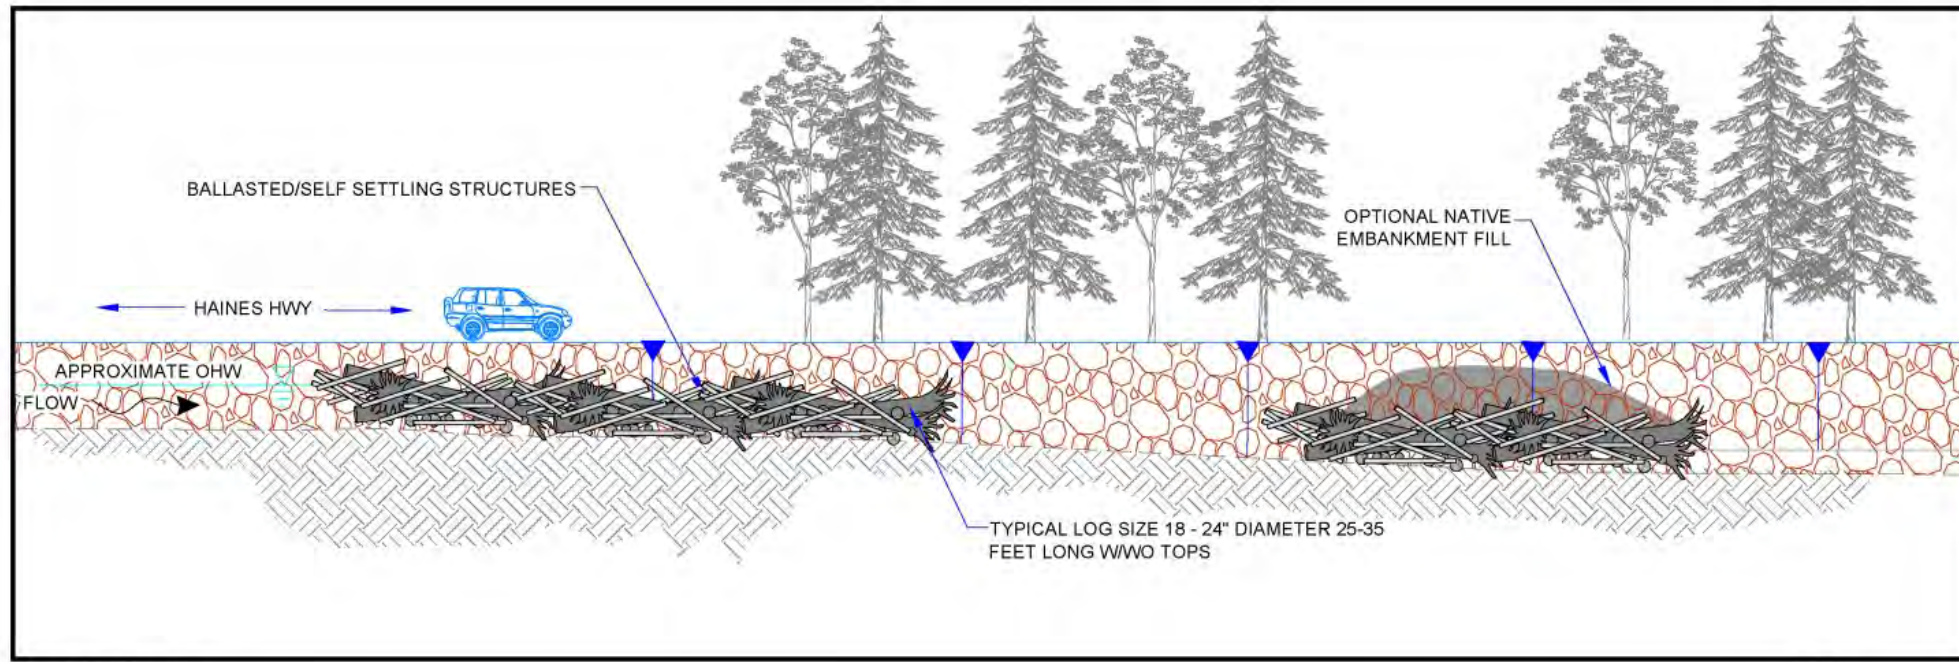 BALLASTED/SELF SETTLING STRUCTURES
OPTIONAL NATIVE
EMBANKMENT FILL
HAINES HWY
APPROXIMATE OHW
FLOW
TYPICAL LOG SIZE 18 - 24" DIAMETER 25-35
FEET LONG W/WO TOPS